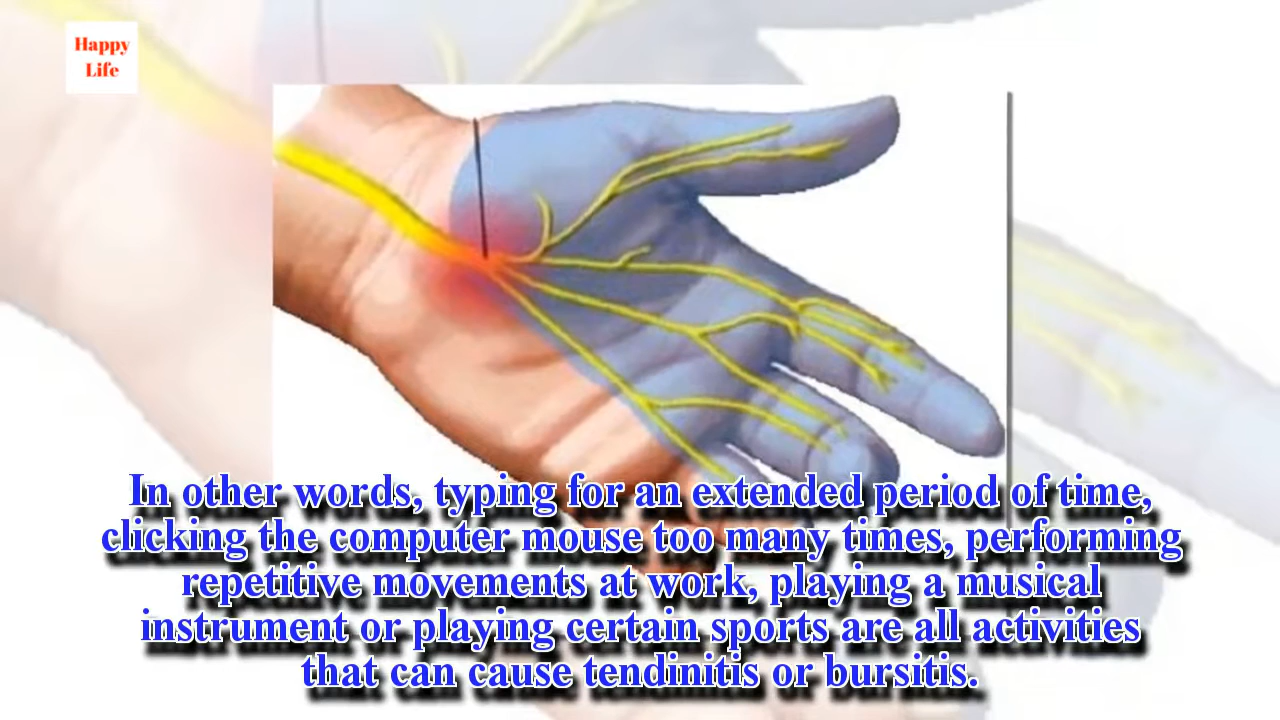 Happy
Life
In other words, typing for an extended period of time,
clicking the computer mouse too many times, performing
repetitive movements at work, playing a musical
instrument or playing certain sports are all activities
that can cause tendinitis or bursitis.